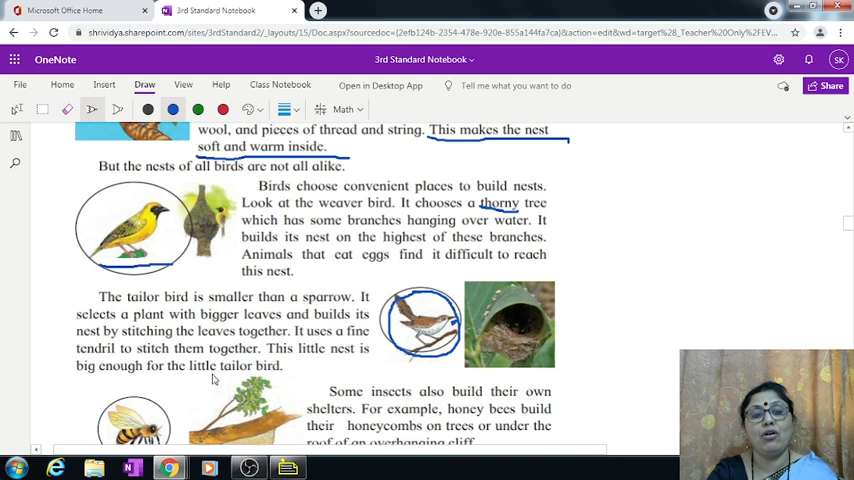 Microsoft Office Home
3rd Standard Notebook
shrividya.sharepoint.com/sites/3rdStandard2/_layouts/15/Doc.aspx?sourcedoc={2efb124b-2354-478e-920e-855a144fa7ca}&action=edit&wd=target%28_Teacher%20Only%2FEV...
OneNote
3rd Standard Notebook
SK
File
Home
Insert
Draw
View
Help
Class Notebook
Open in Desktop App
Tell me what you want to do
Share
Math
wool, and pieces of thread and string. This makes the nest
soft and warm inside.
But the nests of all birds are not all alike.
Birds choose convenient places to build nests.
Look at the weaver bird. It chooses a thorny tree
which has some branches hanging over water. It
builds its nest on the highest of these branches.
Animals that eat eggs find it difficult to reach
this nest.
The tailor bird is smaller than a sparrow. It
selects a plant with bigger leaves and builds its
nest by stitching the leaves together. It uses a fine
tendril to stitch them together. This little nest is
big enough for the little tailor bird.
Some insects also build their own
shelters. For example, honey bees build
their honeycombs on trees or under the
roof of an overhanging cliff